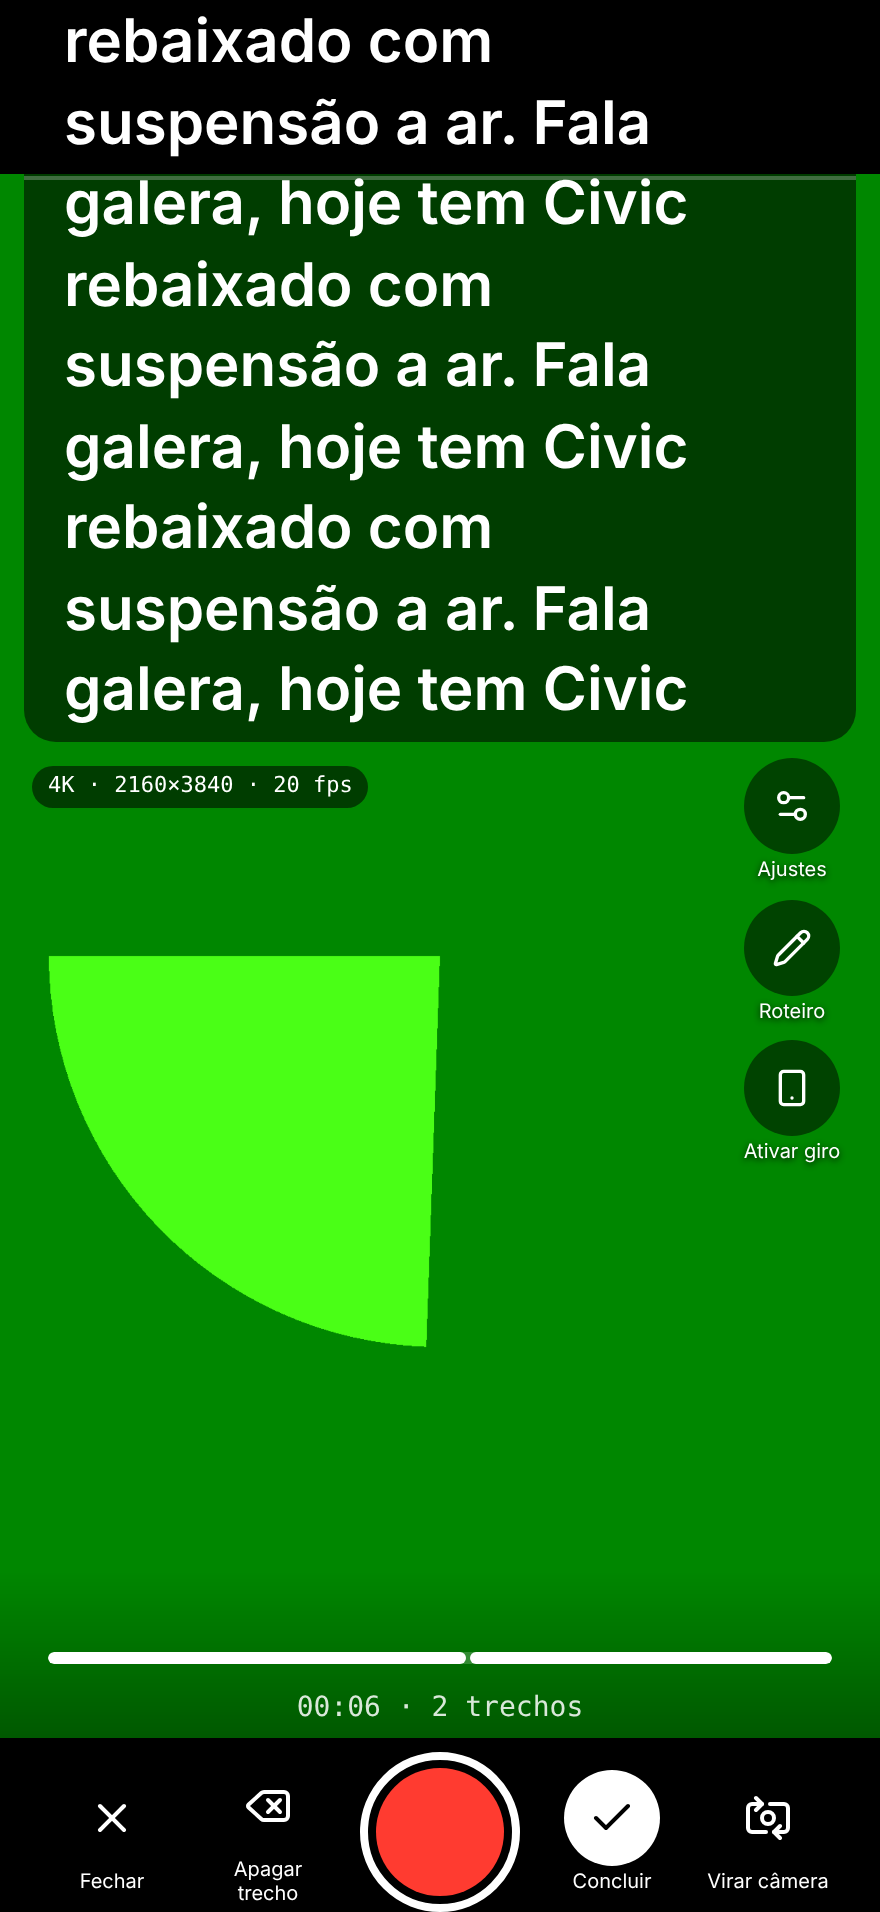 rebaixado com
suspensão a ar. Fala
galera, hoje tem Civic
rebaixado com
suspensão a ar. Fala
galera, hoje tem Civic
rebaixado com
suspensão a ar. Fala
galera, hoje tem Civic
4K · 2160×3840 · 20 fps
Ajustes
Roteiro
Ativar giro
00:06 · 2 trechos
Fechar
Apagar
trecho
Concluir
Virar câmera